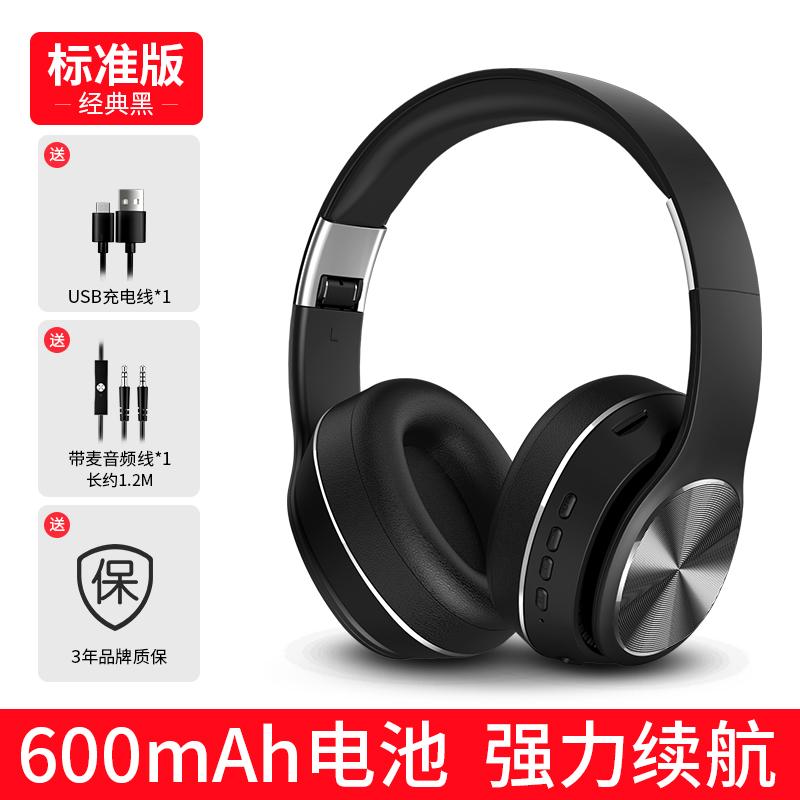 标准版
经典黑
送
USB充电线*1
送
带麦音频线*1
长约1.2M
送
保
3年品牌质保
L
600mAh电池 强力续航